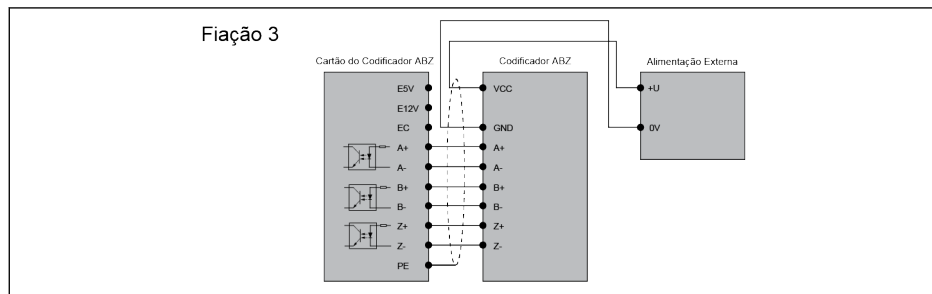 Fiação 3
Cartão do Codificador ABZ
Codificador ABZ
Alimentação Externa
E5V
VCC
+U
E12V
EC
GND
0V
A+
A+
A-
A-
B+
B+
B-
B-
Z+
Z+
Z-
Z-
PE